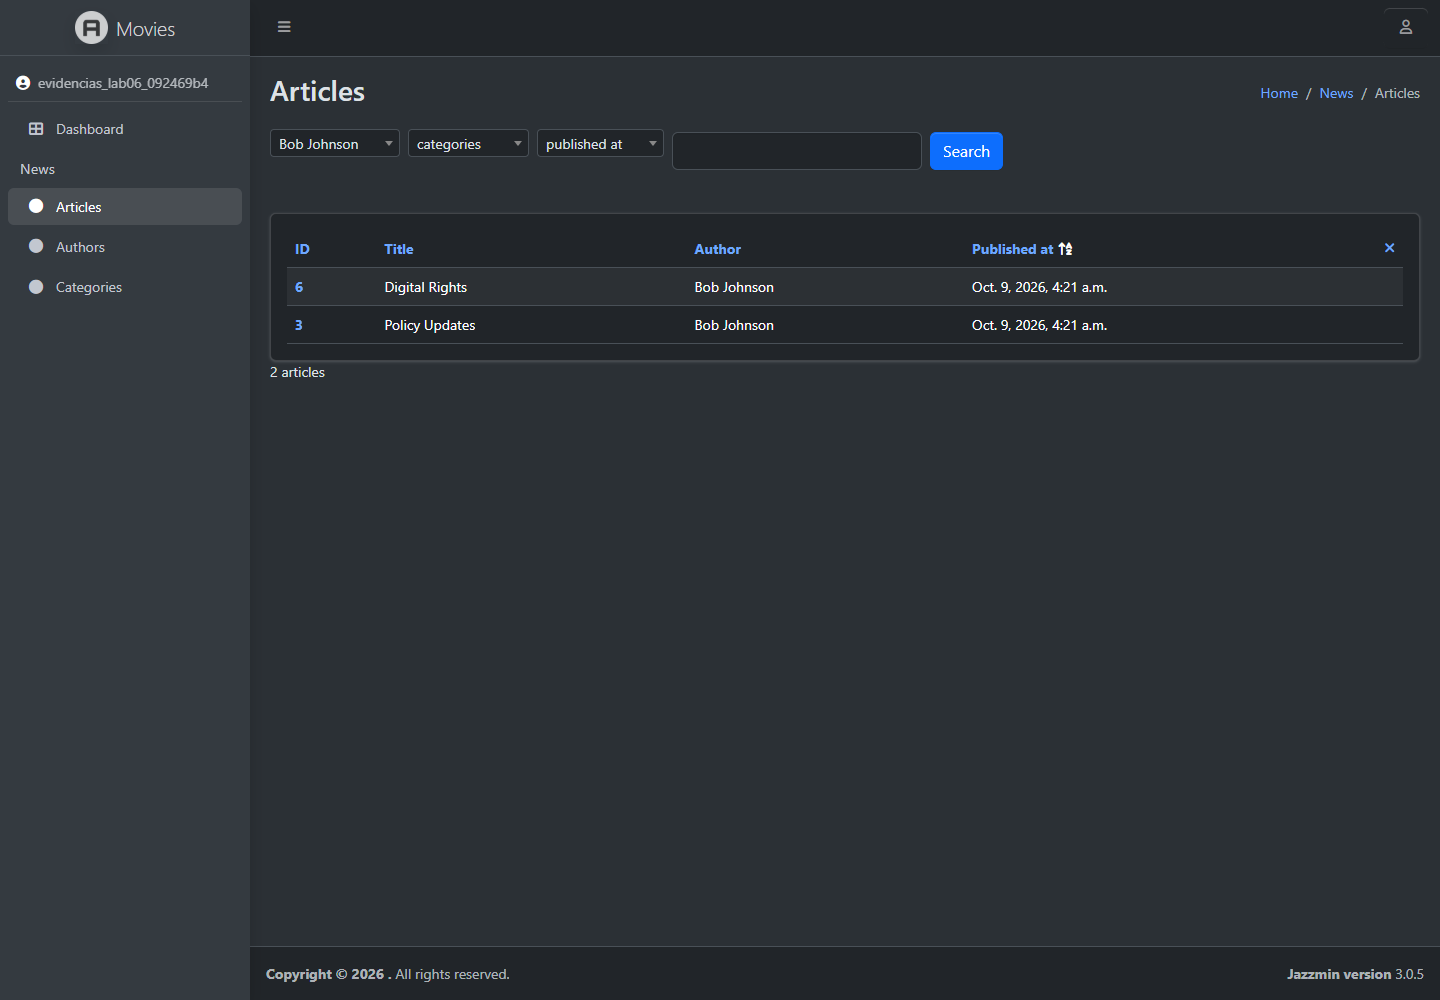 Movies
evidencias_lab06_092469b4
Dashboard
News
Articles
Authors
Categories
Articles
Home / News / Articles
Bob Johnson categories published at Search
ID Title Author Published at
6 Digital Rights Bob Johnson Oct. 9, 2026, 4:21 a.m.
3 Policy Updates Bob Johnson Oct. 9, 2026, 4:21 a.m.
2 articles
Copyright © 2026 . All rights reserved.
Jazzmin version 3.0.5